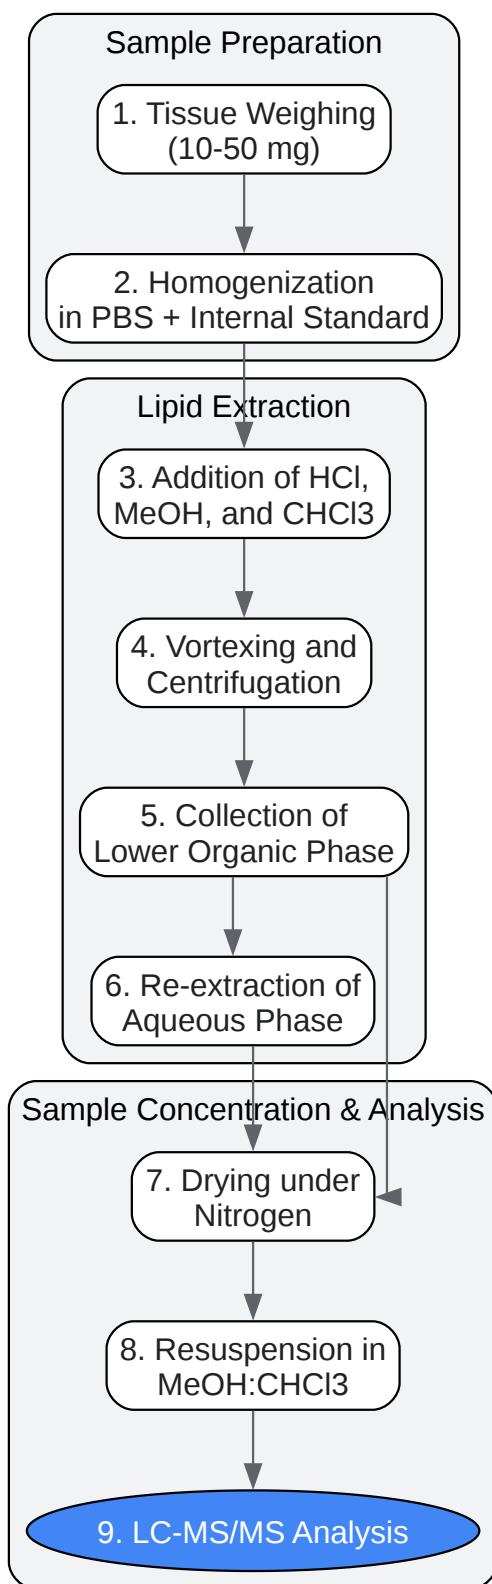 Sample Preparation
1. Tissue Weighing
(10-50 mg)
2. Homogenization
in PBS + Internal Standard
Lipid Extraction
3. Addition of HCl,
MeOH, and CHCl3
4. Vortexing and
Centrifugation
5. Collection of
Lower Organic Phase
6. Re-extraction of
Aqueous Phase
Sample Concentration & Analysis
7. Drying under
Nitrogen
8. Resuspension in
MeOH:CHCl3
9. LC-MS/MS Analysis